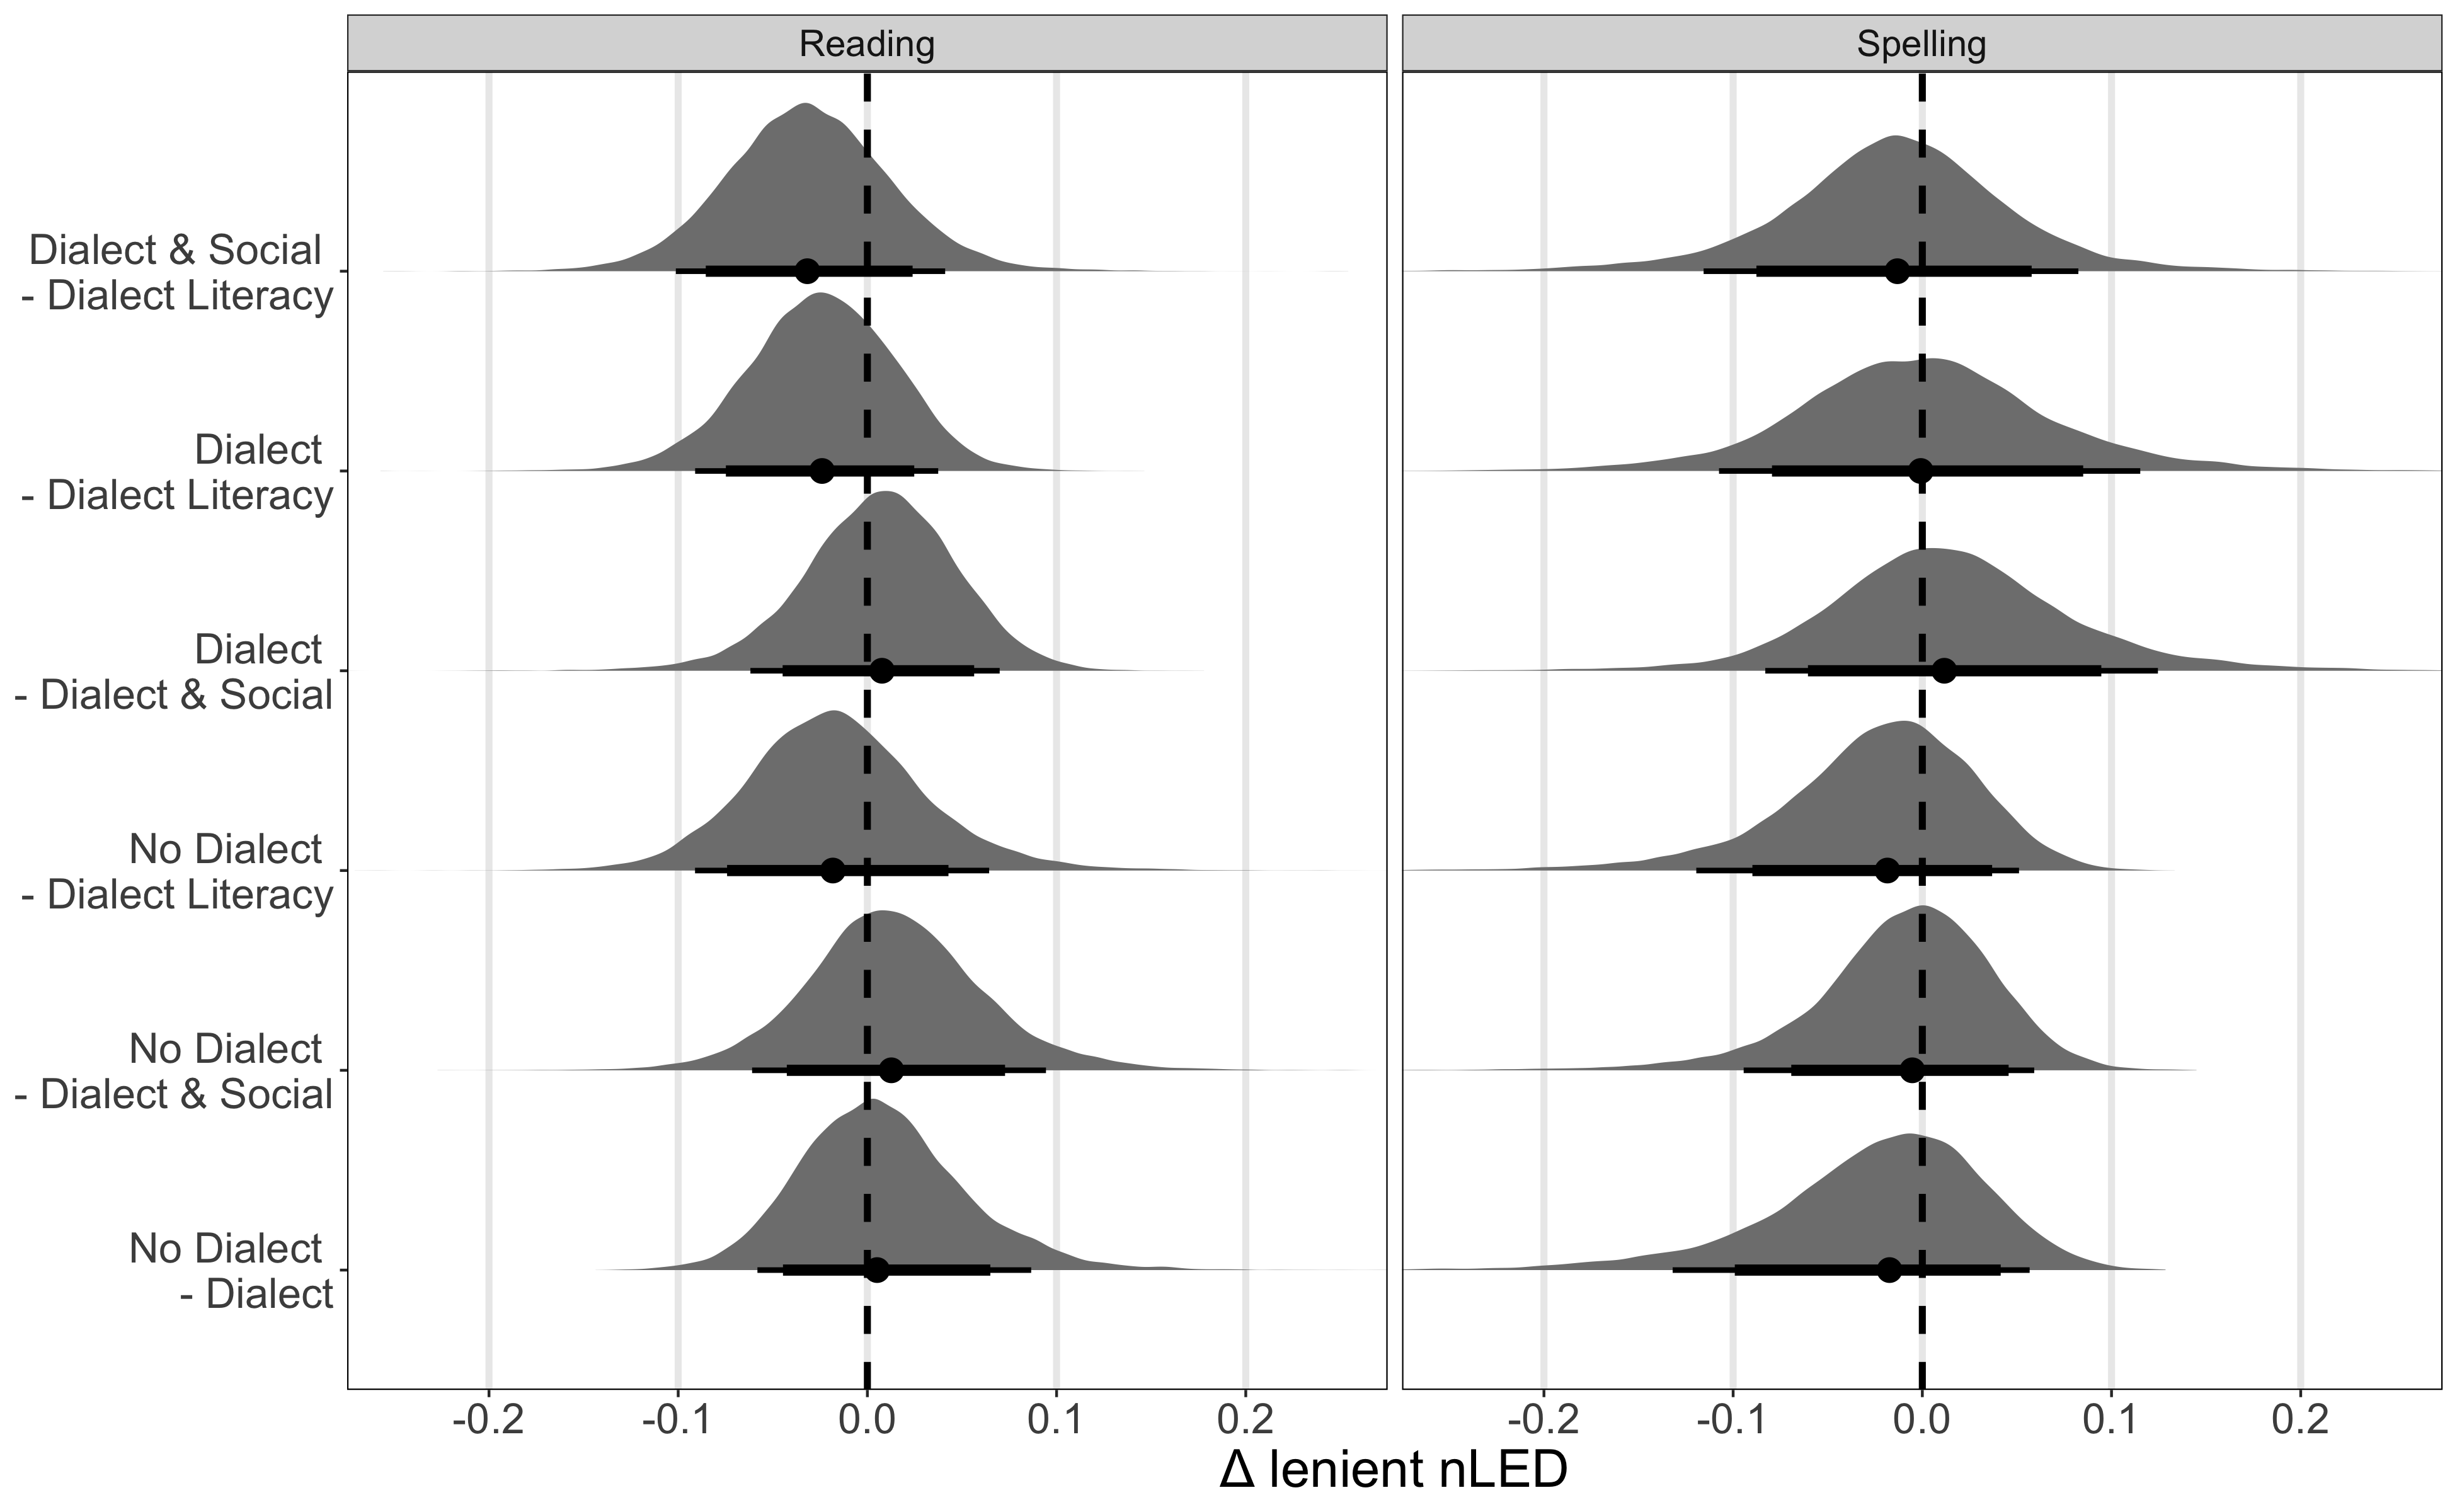 Reading
Spelling
Dialect & Social
- Dialect Literacy
Dialect
- Dialect Literacy
Dialect
- Dialect & Social
No Dialect
- Dialect Literacy
No Dialect
- Dialect & Social
No Dialect
- Dialect
-0.2 -0.1 0.0 0.1 0.2
-0.2 -0.1 0.0 0.1 0.2
Δ lenient nLED